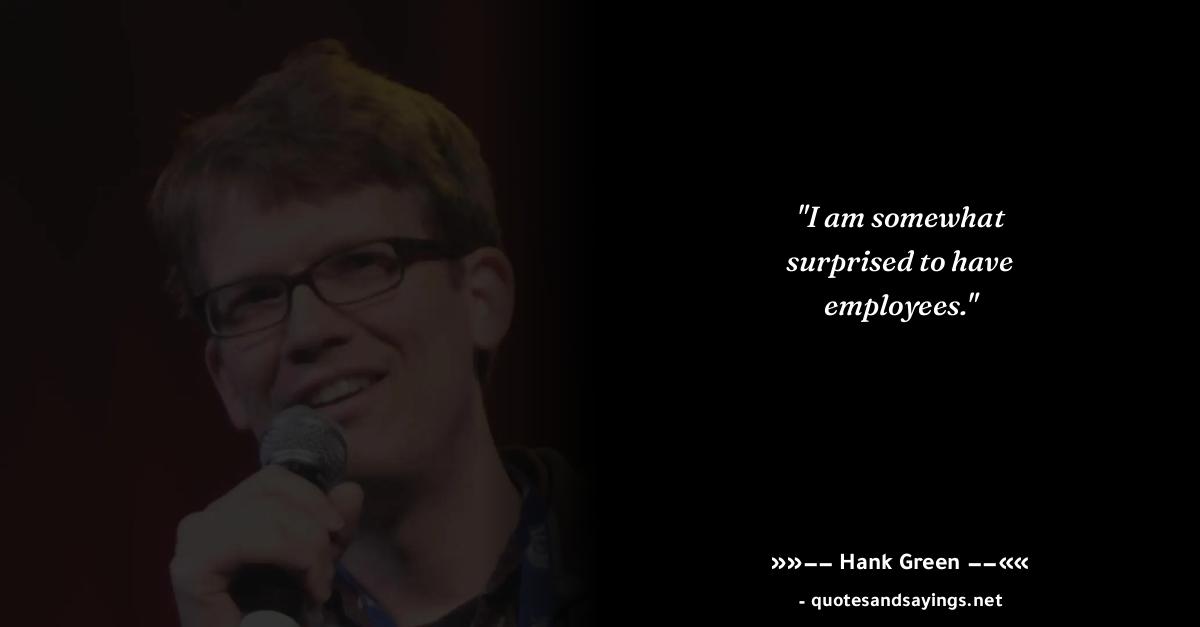 "I am somewhat
surprised to have
employees."
»»–– Hank Green ––««
- quotesandsayings.net